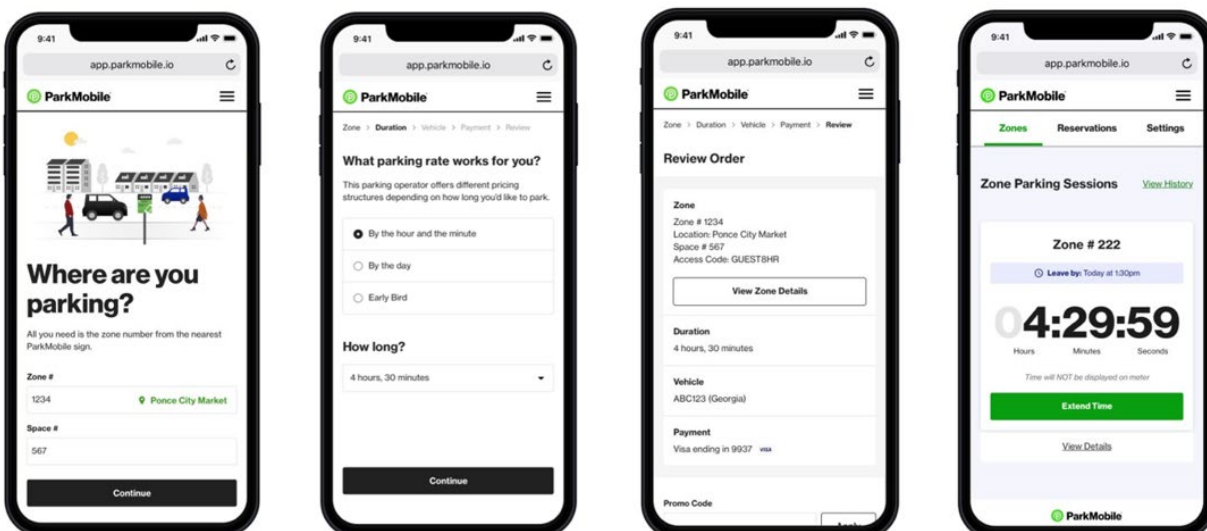 9:41
app.parkmobile.io
ParkMobile
Where are you
parking?
All you need is the zone number from the nearest
ParkMobile sign.
Zone #
1234
Ponce City Market
Space #
567
Continue
9:41
app.parkmobile.io
ParkMobile
Zone > Duration > Vehicle > Payment > Review
What parking rate works for you?
This parking operator offers different pricing
structures depending on how long you'd like to park.
By the hour and the minute
By the day
Early Bird
How long?
4 hours, 30 minutes
Continue
9:41
app.parkmobile.io
ParkMobile
Zone > Duration > Vehicle > Payment > Review
Review Order
Zone
Zone # 1234
Location: Ponce City Market
Space # 567
Access Code: GUEST8HR
View Zone Details
Duration
4 hours, 30 minutes
Vehicle
ABC123 (Georgia)
Payment
Visa ending in 9937 VISA
Promo Code
9:41
app.parkmobile.io
ParkMobile
Zones Reservations Settings
Zone Parking Sessions View History
Zone # 222
Leave by: Today at 1:30pm
04:29:59
Hours Minutes Seconds
Time will NOT be displayed on meter
Extend Time
View Details
ParkMobile